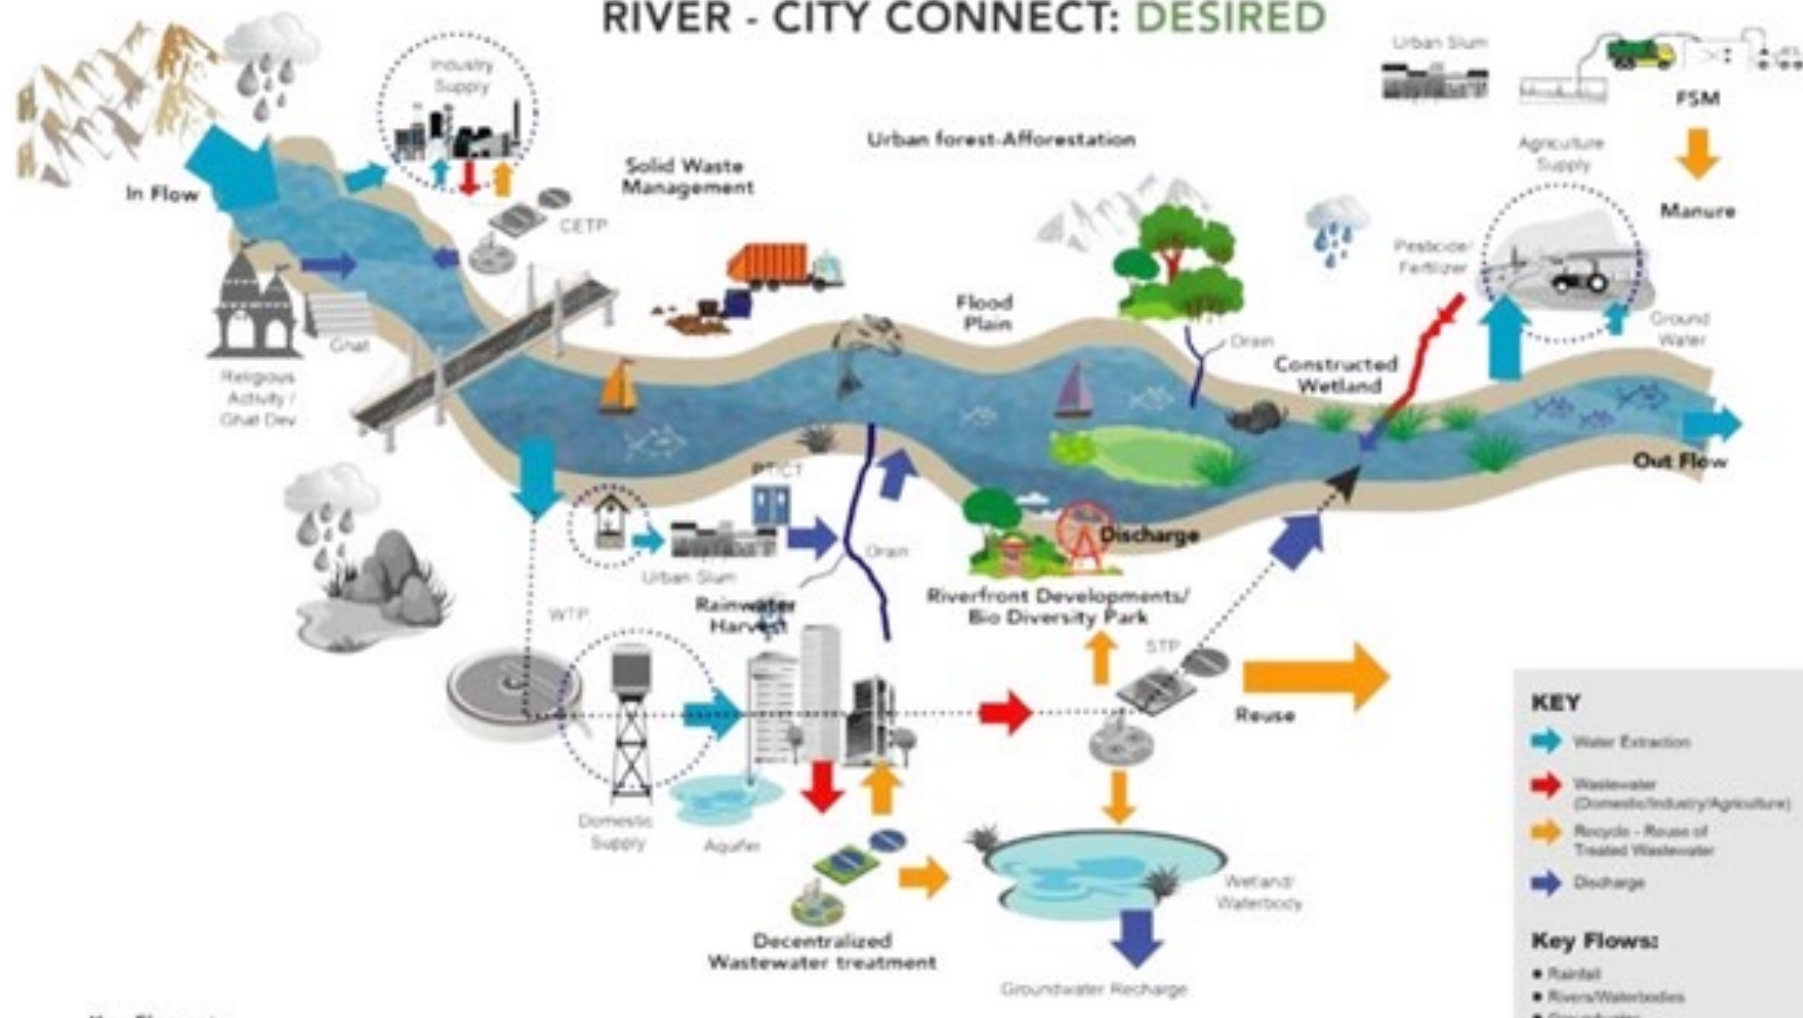 RIVER - CITY CONNECT: DESIRED
Urban Slum
Industry
Supply
FSM
Urban forest-Afforestation
Agriculture
Supply
Solid Waste
Management
In Flow
Manure
CETP
Pesticide/
Fertilizer
Flood
Plain
Ground
Water
Drain
Ghat
Constructed
Wetland
Religious
Activity /
Ghat Dev.
Out Flow
PT/CT
Discharge
Drain
Urban Slum
Rainwater
Harvest
Riverfront Developments/
Bio Diversity Park
WTP
STP
Reuse
KEY
Water Extraction
Wastewater
(Domestic/Industry/Agriculture)
Recycle - Reuse of
Treated Wastewater
Discharge
Domestic
Supply
Aquifer
Wetland/
Waterbody
Decentralized
Wastewater treatment
Groundwater Recharge
Key Flows:
Rainfall
Rivers/Waterbodies